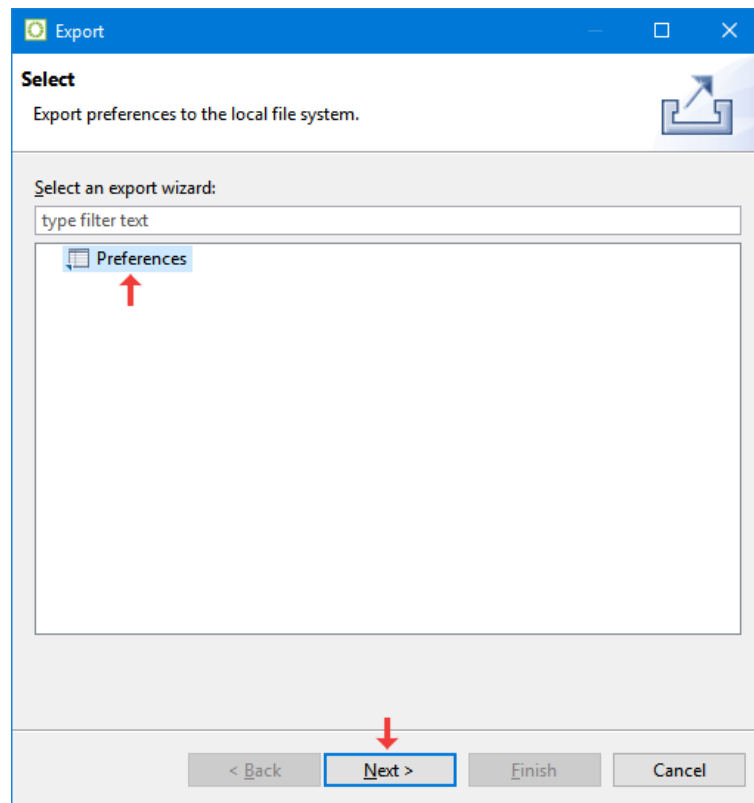 Export
Select
Export preferences to the local file system.
Select an export wizard:
type filter text
Preferences
< Back Next > Finish Cancel